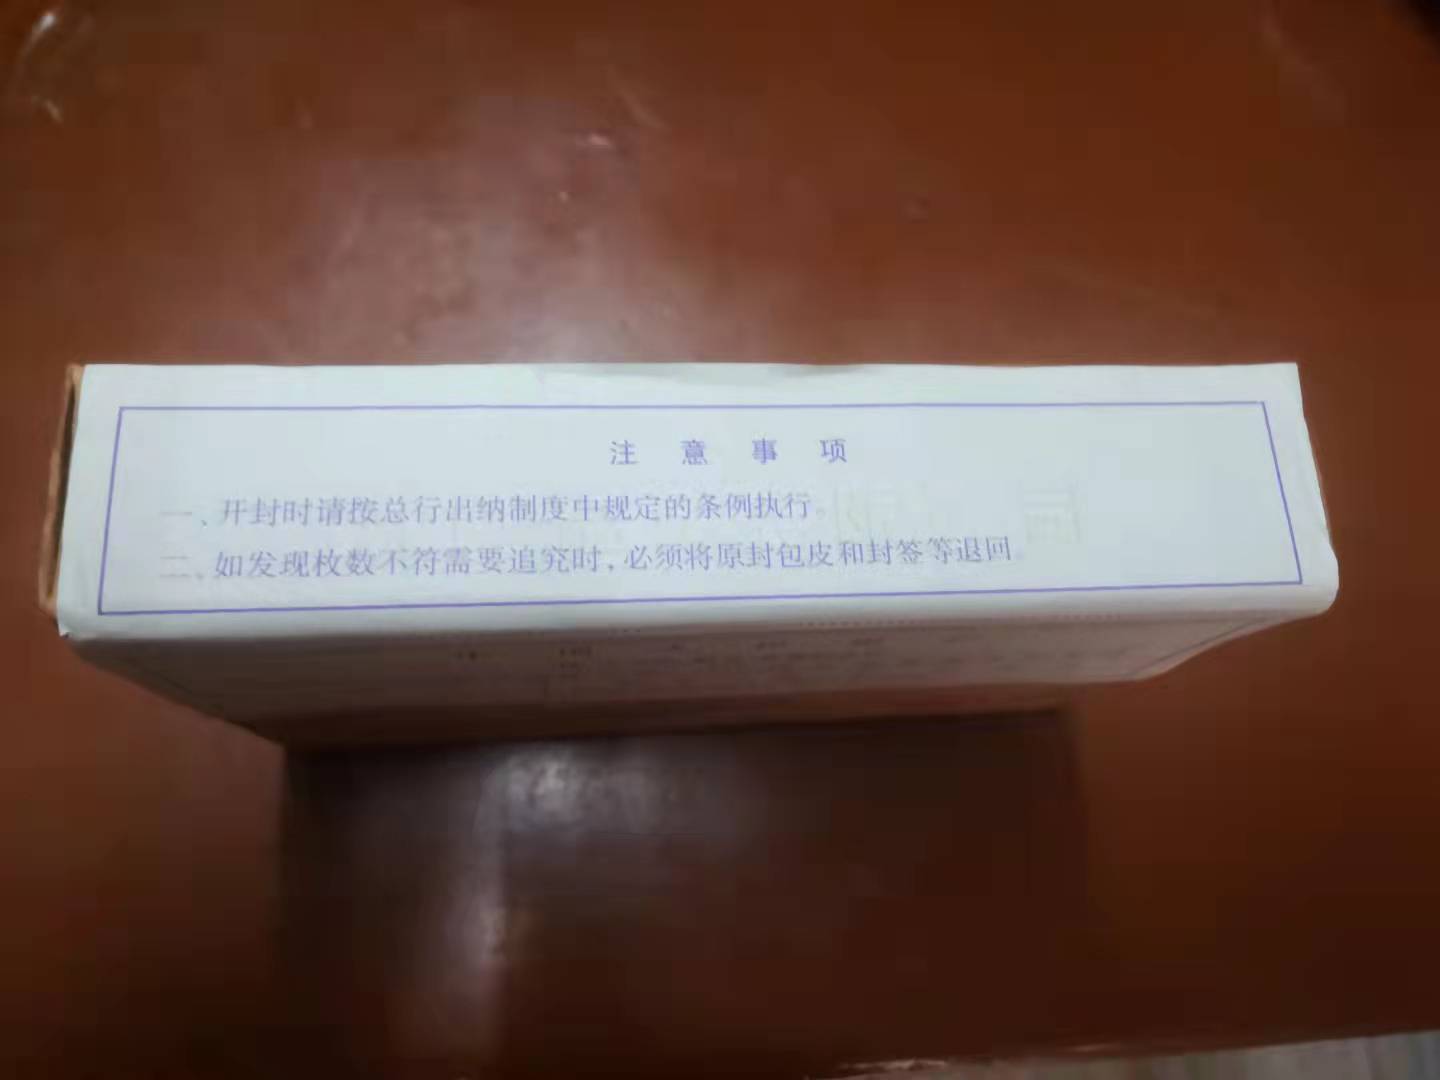 注意事项
一、开封时请按总行出纳制度中规定的条例执行。
二、如发现枚数不符需要追究时,必须将原封包皮和封签等退回